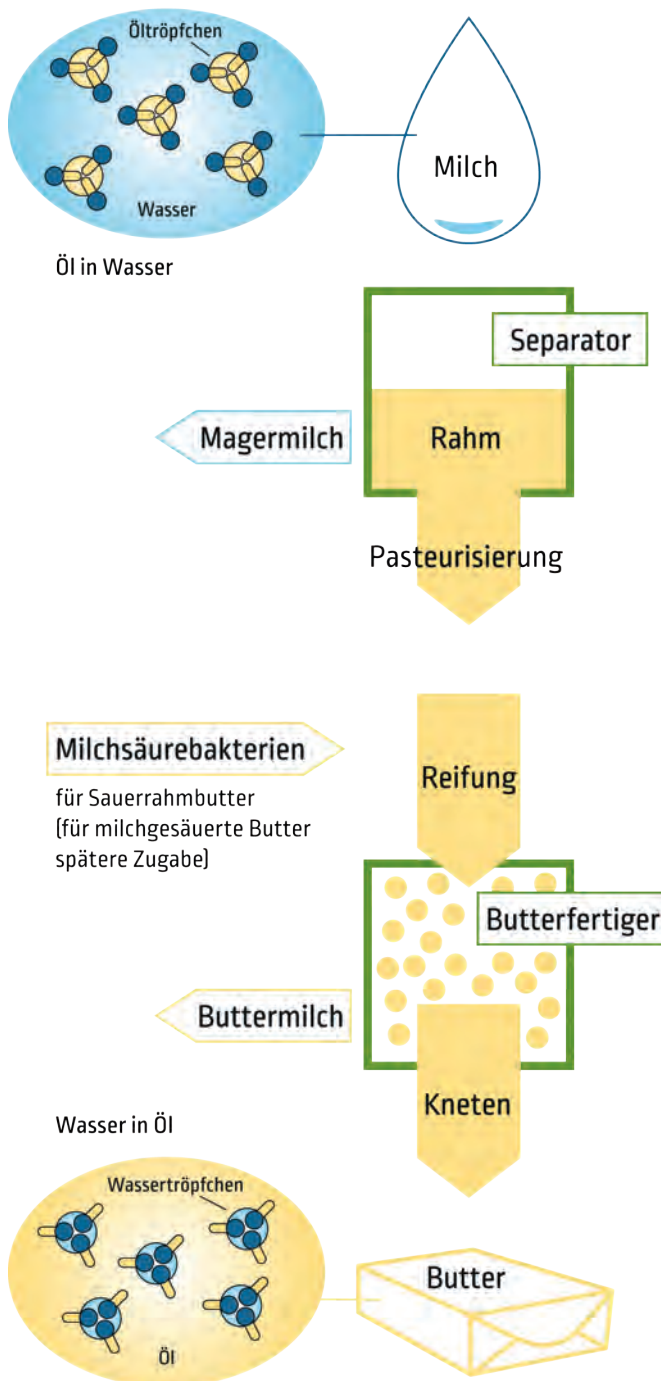 Öltröpfchen
Milch
Wasser
Öl in Wasser
Separator
Magermilch
Rahm
Pasteurisierung
Milchsäurebakterien
Reifung
für Sauerrahmbutter
(für milchgesäuerte Butter
spätere Zugabe)
Butterfertiger
Buttermilch
Kneten
Wasser in Öl
Wassertröpfchen
Butter
Öl